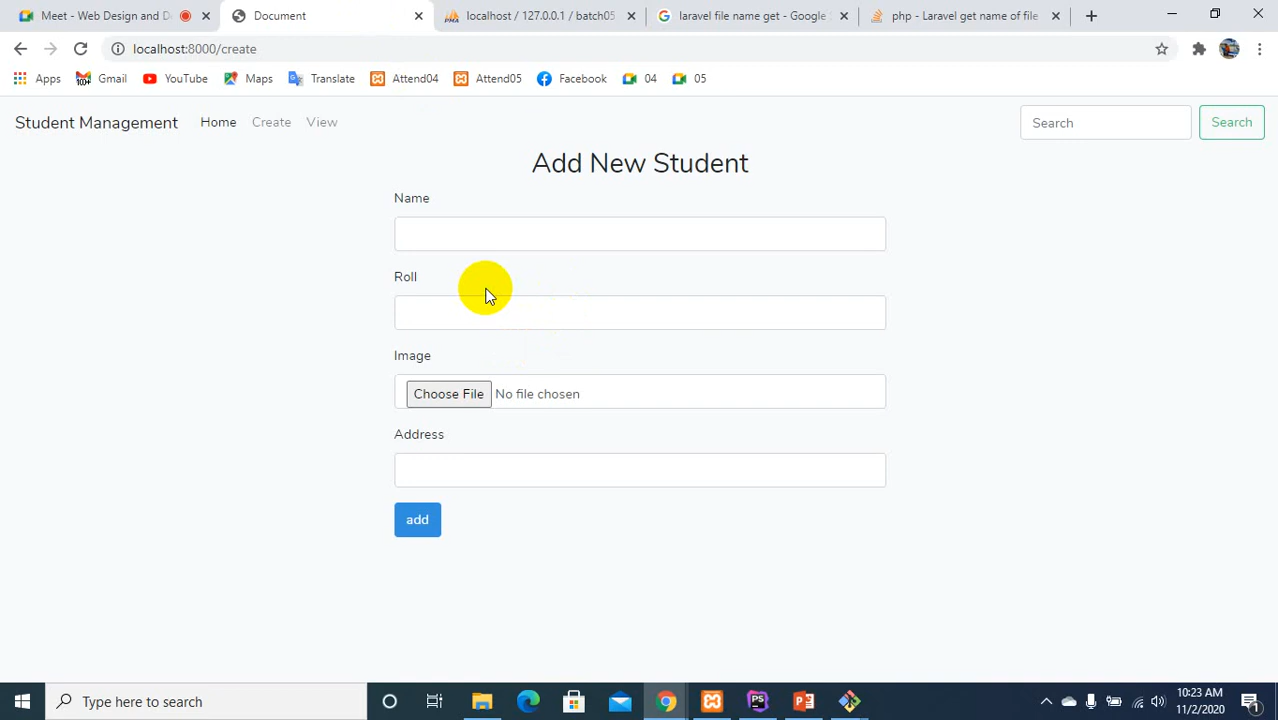 Meet - Web Design and D
Document
localhost / 127.0.0.1 / batch05
laravel file name get - Google S
php - Laravel get name of file
localhost:8000/create
Apps
Gmail
YouTube
Maps
Translate
Attend04
Attend05
Facebook
04
05
Student Management
Home
Create
View
Search
Search
Add New Student
Name
Roll
Image
Choose File
No file chosen
Address
add
Type here to search
10:23 AM
11/2/2020